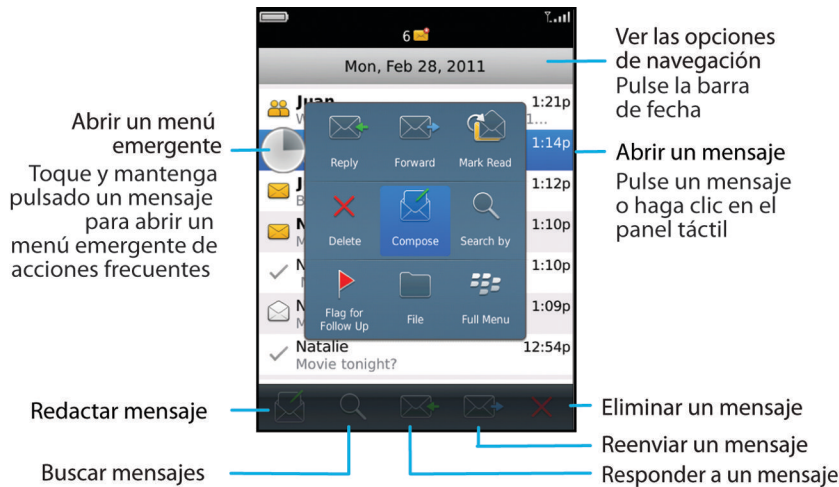 6
Mon, Feb 28, 2011
Ver las opciones
de navegación
Pulse la barra
de fecha
Abrir un menú
emergente
Toque y mantenga
pulsado un mensaje
para abrir un
menú emergente de
acciones frecuentes
Juan 1:21p
1:14p
1:12p
1:10p
1:10p
1:09p
Natalie 12:54p
Movie tonight?
Reply Forward Mark Read
Delete Compose Search by
Flag for
Follow Up File Full Menu
Abrir un mensaje
Pulse un mensaje
o haga clic en el
panel táctil
Redactar mensaje
Buscar mensajes
Eliminar un mensaje
Reenviar un mensaje
Responder a un mensaje